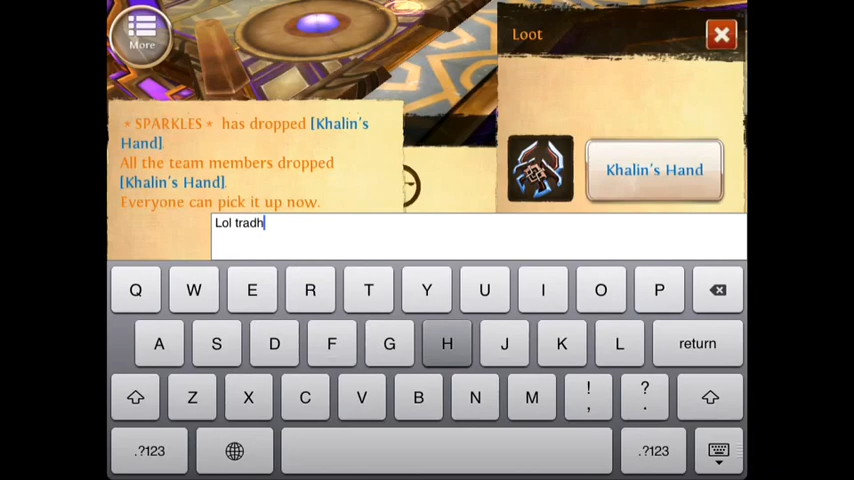 More
Loot
★SPARKLES★ has dropped [Khalin's
Hand].
All the team members dropped
[Khalin's Hand].
Everyone can pick it up now.
Khalin's Hand
Lol tradh
Q W E R T Y U I O P
A S D F G H J K L return
Z X C V B N M ! , ? .
.?123 .?123